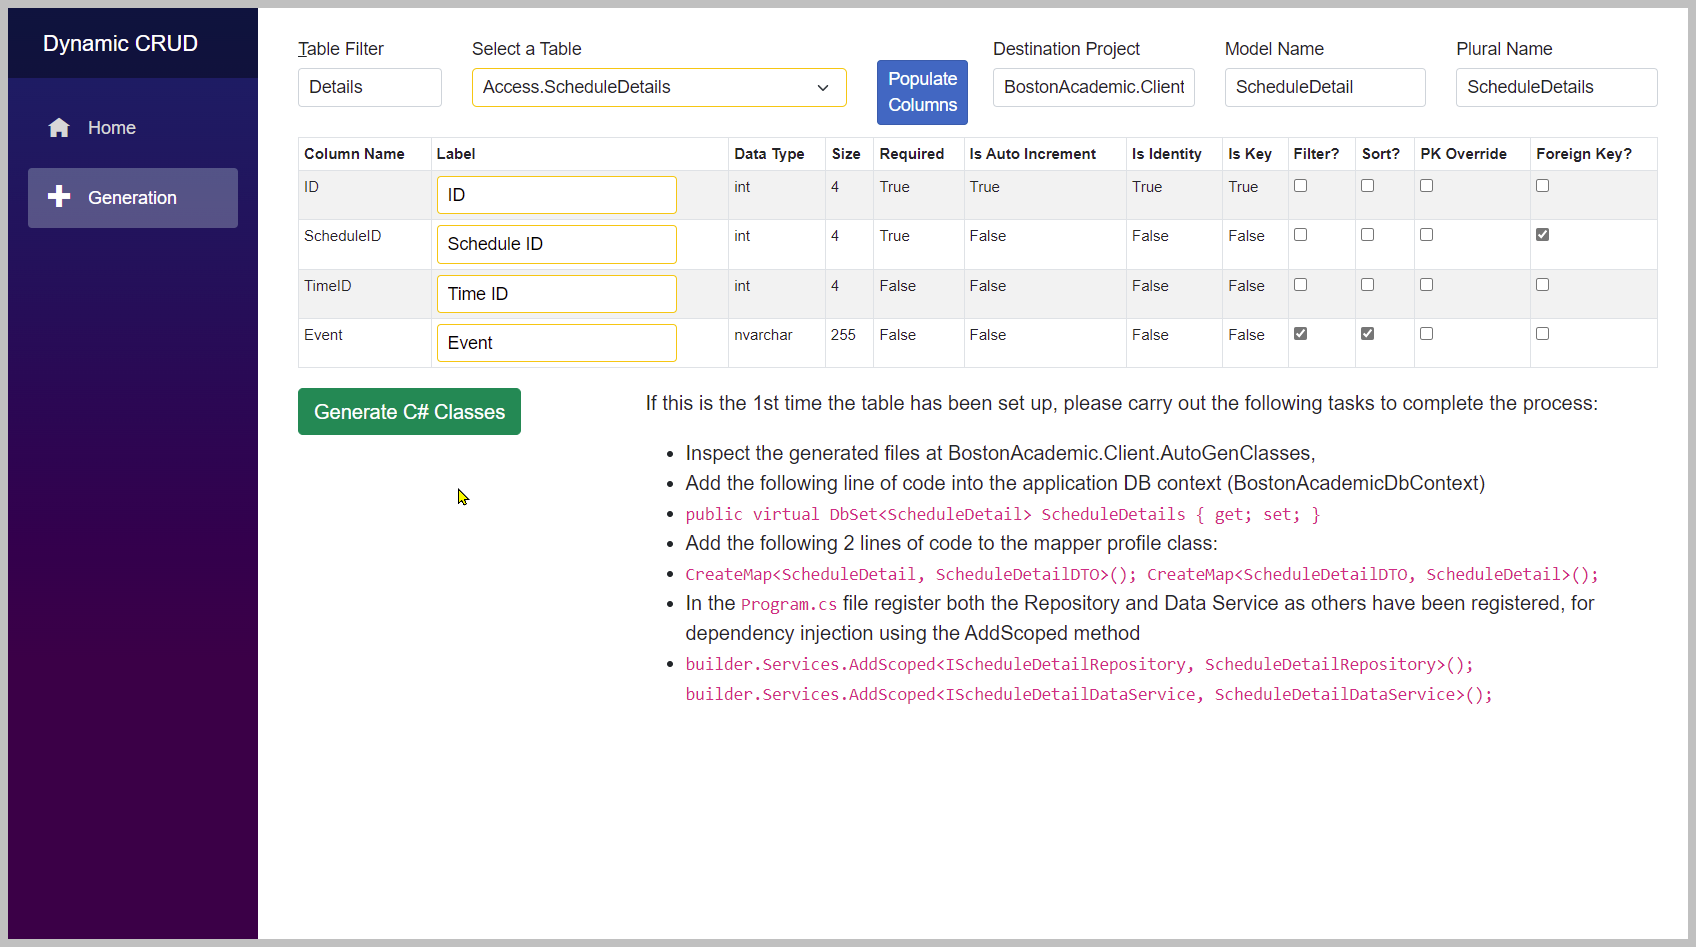 Dynamic CRUD
Home
Generation
Table Filter Select a Table Destination Project Model Name Plural Name
Details Access.ScheduleDetails Populate Columns BostonAcademic.Client ScheduleDetail ScheduleDetails
Column Name Label Data Type Size Required Is Auto Increment Is Identity Is Key Filter? Sort? PK Override Foreign Key?
ID ID int 4 True True True True
ScheduleID Schedule ID int 4 True False False False
TimeID Time ID int 4 False False False False
Event Event nvarchar 255 False False False False
Generate C# Classes
If this is the 1st time the table has been set up, please carry out the following tasks to complete the process:
Inspect the generated files at BostonAcademic.Client.AutoGenClasses,
Add the following line of code into the application DB context (BostonAcademicDbContext)
public virtual DbSet<ScheduleDetail> ScheduleDetails { get; set; }
Add the following 2 lines of code to the mapper profile class:
CreateMap<ScheduleDetail, ScheduleDetailDTO>(); CreateMap<ScheduleDetailDTO, ScheduleDetail>();
In the Program.cs file register both the Repository and Data Service as others have been registered, for
dependency injection using the AddScoped method
builder.Services.AddScoped<IScheduleDetailRepository, ScheduleDetailRepository>();
builder.Services.AddScoped<IScheduleDetailDataService, ScheduleDetailDataService>();